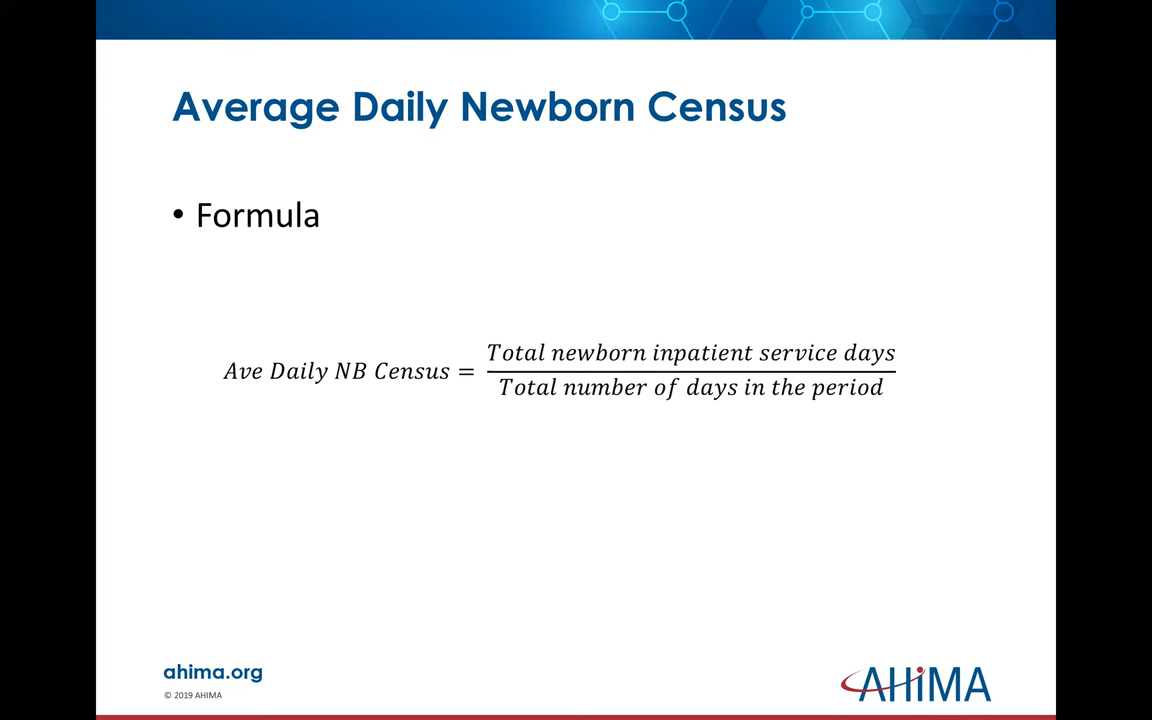 Average Daily Newborn Census
• Formula
Ave Daily NB Census = Total newborn inpatient service days
Total number of days in the period
ahima.org
© 2019 AHIMA
AHIMA